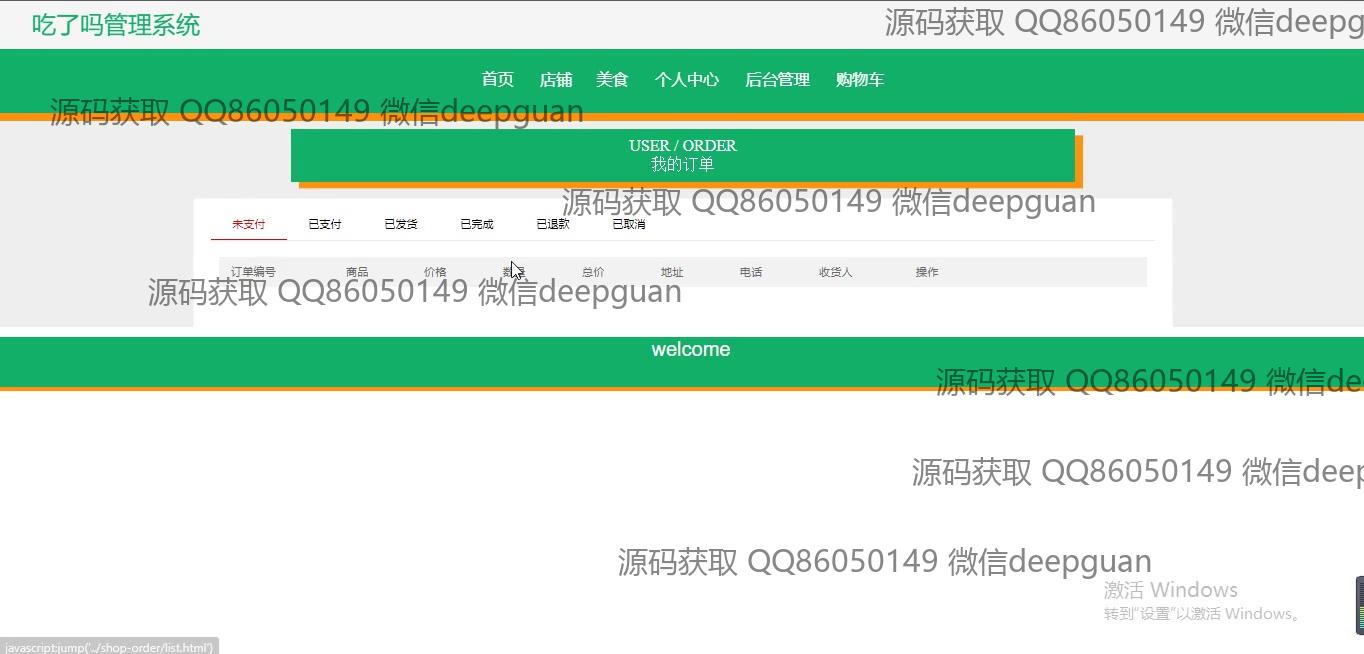 吃了吗管理系统
源码获取 QQ86050149 微信deepg
首页 店铺 美食 个人中心 后台管理 购物车
源码获取 QQ86050149 微信deepguan
USER / ORDER
我的订单
源码获取 QQ86050149 微信deepguan
未支付 已支付 已发货 已完成 已退款 已取消
订单编号 商品 价格 总价 地址 电话 收货人 操作
源码获取 QQ86050149 微信deepguan
welcome
源码获取 QQ86050149 微信de
源码获取 QQ86050149 微信deep
源码获取 QQ86050149 微信deepguan
激活 Windows
转到"设置"以激活 Windows。
javascript:jump('../shop-order/list.html')